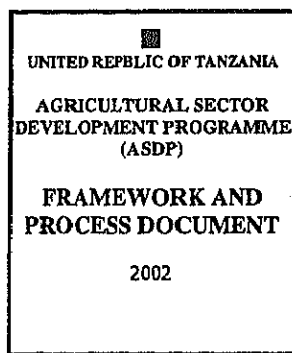 UNITED REPBLIC OF TANZANIA
AGRICULTURAL SECTOR
DEVELOPMENT PROGRAMME
(ASDP)
FRAMEWORK AND
PROCESS DOCUMENT
2002